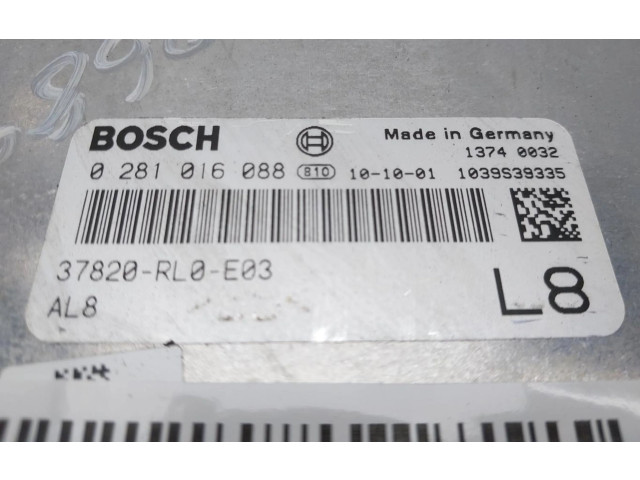 BOSCH Made in Germany
1374 0032
0 281 016 088 810 10-10-01 1039S39335
37820-RL0-E03
AL8 L8